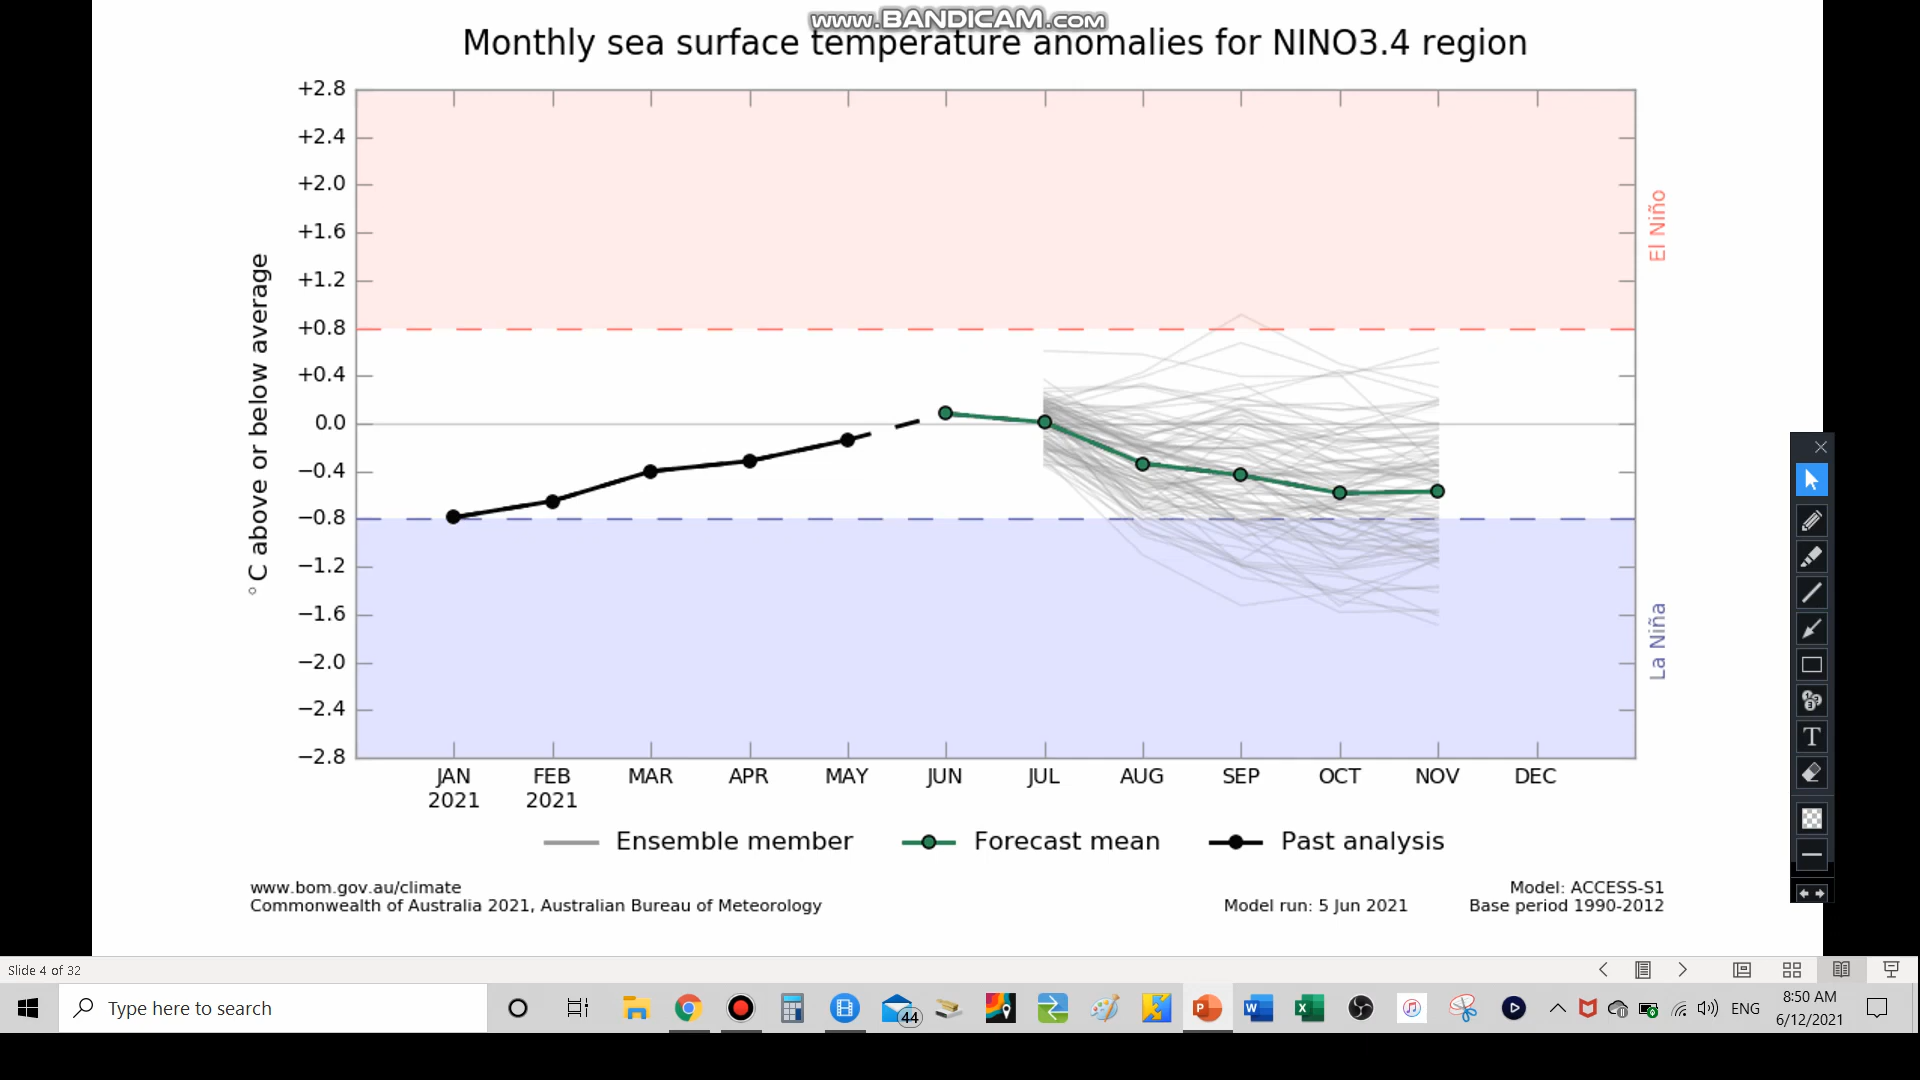 www.BANDICAM.com
Monthly sea surface temperature anomalies for NINO3.4 region
+2.8
+2.4
+2.0
+1.6
+1.2
+0.8
+0.4
0.0
−0.4
−0.8
−1.2
−1.6
−2.0
−2.4
−2.8
°C above or below average
El Niño
La Niña
JAN FEB MAR APR MAY JUN JUL AUG SEP OCT NOV DEC
2021 2021
Ensemble member Forecast mean Past analysis
www.bom.gov.au/climate Model: ACCESS-S1
Commonwealth of Australia 2021, Australian Bureau of Meteorology Model run: 5 Jun 2021 Base period 1990-2012
T
Slide 4 of 32
Type here to search 44 P W X ENG 8:50 AM
6/12/2021